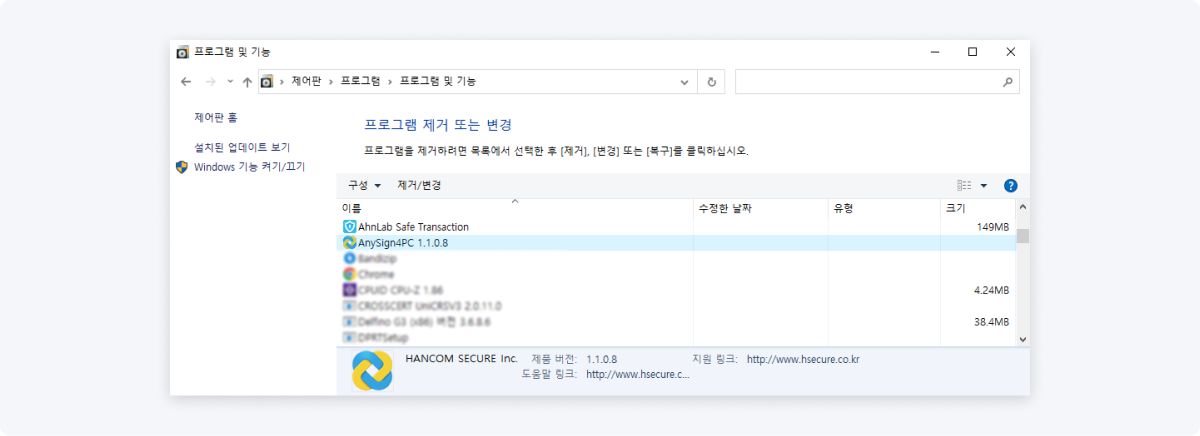 프로그램 및 기능
제어판 › 프로그램 › 프로그램 및 기능
제어판 홈
설치된 업데이트 보기
Windows 기능 켜기/끄기
프로그램 제거 또는 변경
프로그램을 제거하려면 목록에서 선택한 후 [제거], [변경] 또는 [복구]를 클릭하십시오.
구성 제거/변경
이름 수정한 날짜 유형 크기
AhnLab Safe Transaction 149MB
AnySign4PC 1.1.0.8
Bandizip
Chrome
CPUID CPU-Z 1.86 4.24MB
CROSSCERT UniCRSV3 2.0.11.0
Delfino G3 (x86) 버전 3.6.8.6 38.4MB
DPRTSetup
HANCOM SECURE Inc. 제품 버전: 1.1.0.8 지원 링크: http://www.hsecure.co.kr
도움말 링크: http://www.hsecure.c...